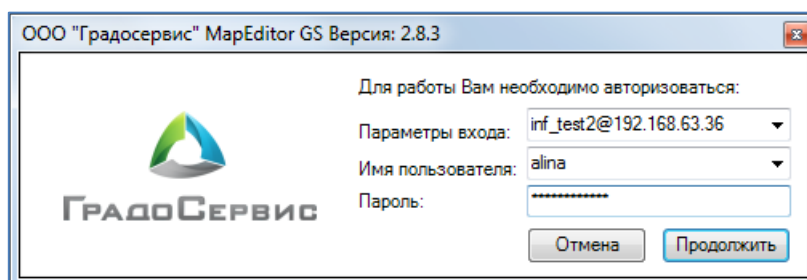 ООО "Градосервис" MapEditor GS Версия: 2.8.3
Для работы Вам необходимо авторизоваться:
Параметры входа: inf_test2@192.168.63.36
Имя пользователя: alina
Пароль: ************
ГРАДОСЕРВИС
Отмена Продолжить